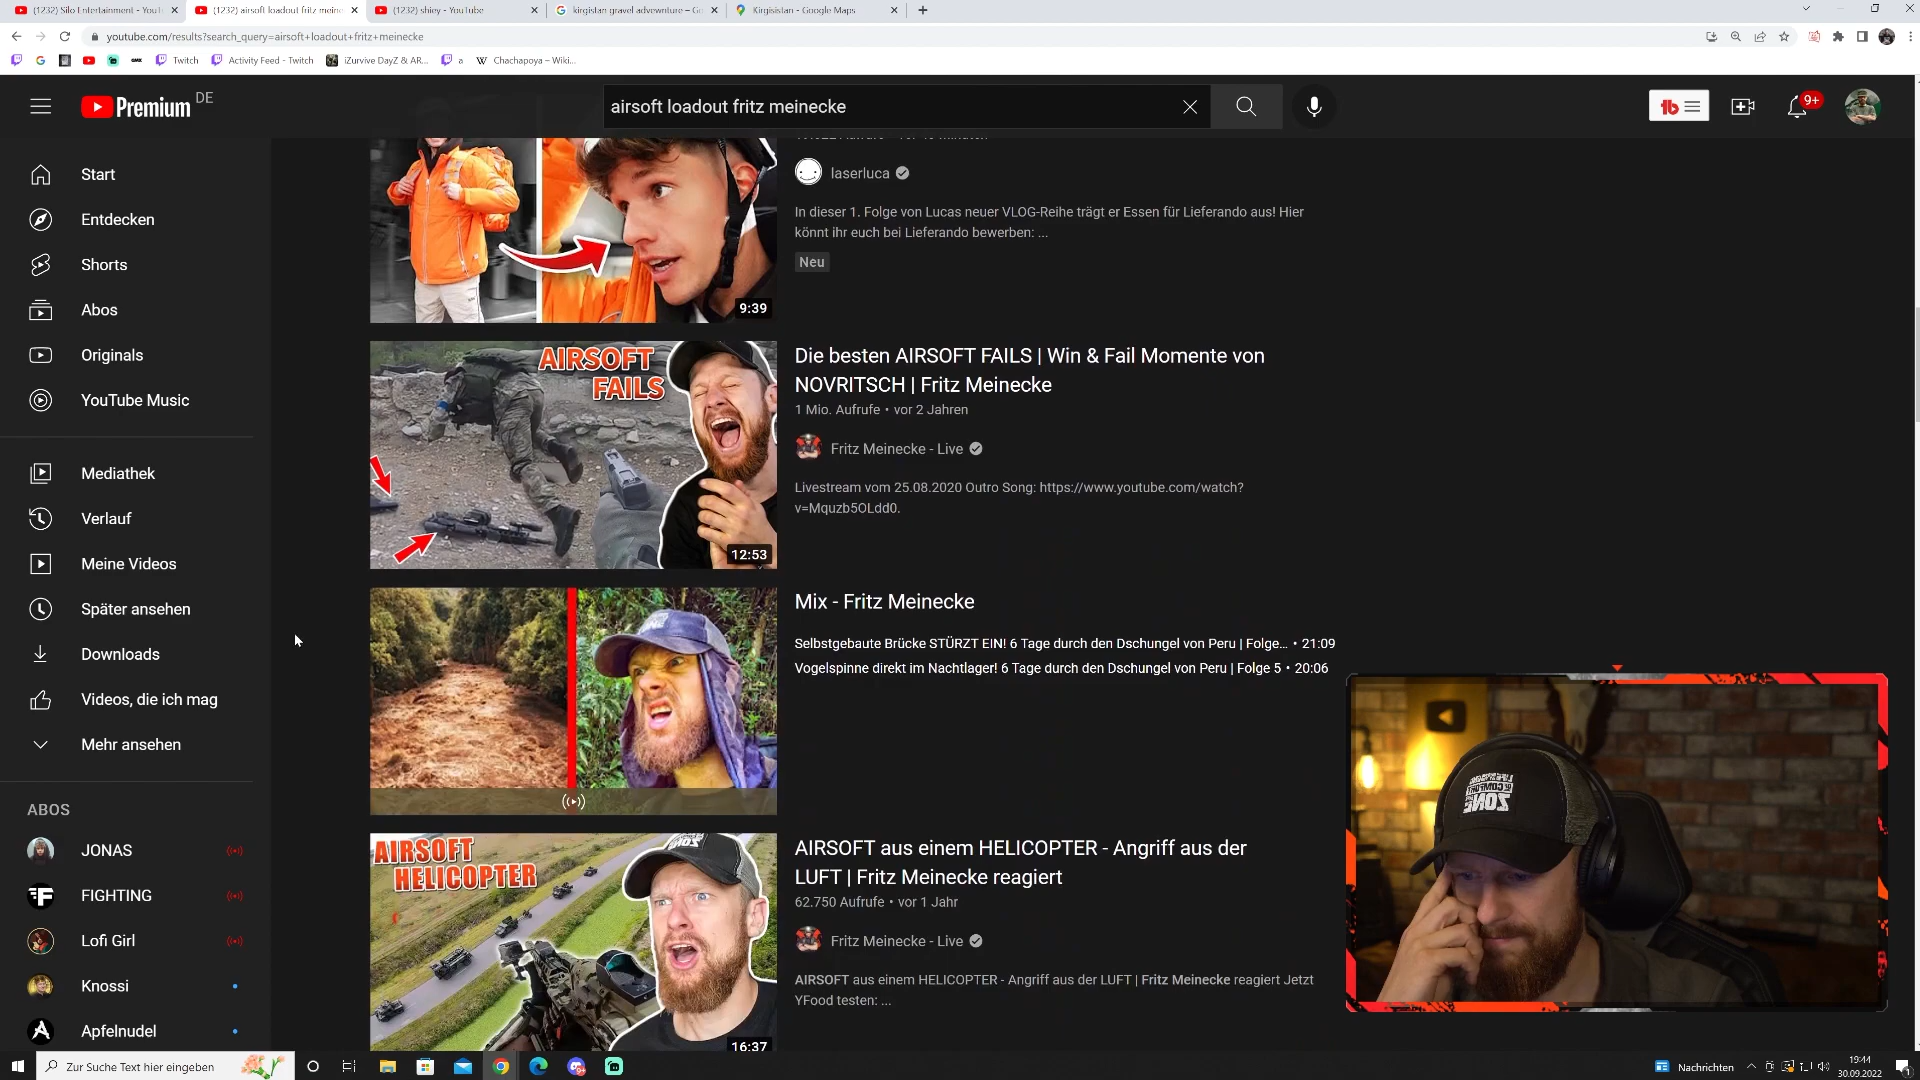 (1232) Silo Entertainment - YouT
(1232) airsoft loadout fritz meine
(1232) shiey - YouTube
kirgistan gravel advewnture – G
Kirgisistan - Google Maps
youtube.com/results?search_query=airsoft+loadout+fritz+meinecke
GMX
Twitch
Activity Feed - Twitch
iZurvive DayZ & AR...
a
Chachapoya – Wiki...
Premium DE
airsoft loadout fritz meinecke
9+
Start
Entdecken
Shorts
Abos
Originals
YouTube Music
Mediathek
Verlauf
Meine Videos
Später ansehen
Downloads
Videos, die ich mag
Mehr ansehen
ABOS
JONAS
FIGHTING
Lofi Girl
Knossi
Apfelnudel
9:39
laserluca
In dieser 1. Folge von Lucas neuer VLOG-Reihe trägt er Essen für Lieferando aus! Hier
könnt ihr euch bei Lieferando bewerben: ...
Neu
AIRSOFT
FAILS
12:53
Die besten AIRSOFT FAILS | Win & Fail Momente von
NOVRITSCH | Fritz Meinecke
1 Mio. Aufrufe • vor 2 Jahren
Fritz Meinecke - Live
Livestream vom 25.08.2020 Outro Song: https://www.youtube.com/watch?
v=Mquzb5OLdd0.
Mix - Fritz Meinecke
Selbstgebaute Brücke STÜRZT EIN! 6 Tage durch den Dschungel von Peru | Folge... • 21:09
Vogelspinne direkt im Nachtlager! 6 Tage durch den Dschungel von Peru | Folge 5 • 20:06
AIRSOFT
HELICOPTER
16:37
AIRSOFT aus einem HELICOPTER - Angriff aus der
LUFT | Fritz Meinecke reagiert
62.750 Aufrufe • vor 1 Jahr
Fritz Meinecke - Live
AIRSOFT aus einem HELICOPTER - Angriff aus der LUFT | Fritz Meinecke reagiert Jetzt
YFood testen: ...
ZONE
Zur Suche Text hier eingeben
Nachrichten
19:44
30.09.2022